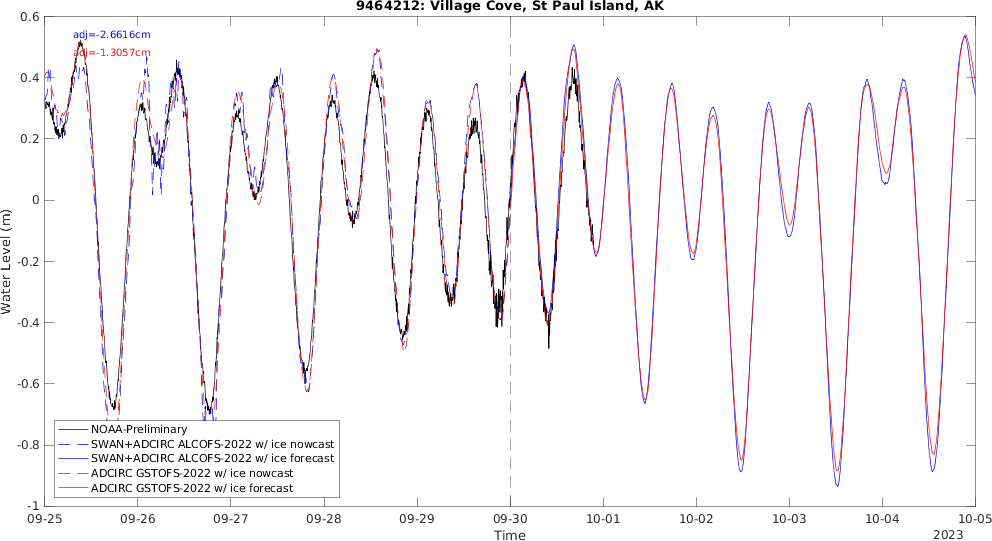 9464212: Village Cove, St Paul Island, AK
adj=-2.6616cm
adj=-1.3057cm
0.6
0.4
0.2
0
-0.2
-0.4
-0.6
-0.8
-1
Water Level (m)
NOAA-Preliminary
SWAN+ADCIRC ALCOFS-2022 w/ ice nowcast
SWAN+ADCIRC ALCOFS-2022 w/ ice forecast
ADCIRC GSTOFS-2022 w/ ice nowcast
ADCIRC GSTOFS-2022 w/ ice forecast
09-25 09-26 09-27 09-28 09-29 09-30 10-01 10-02 10-03 10-04 10-05
Time
2023